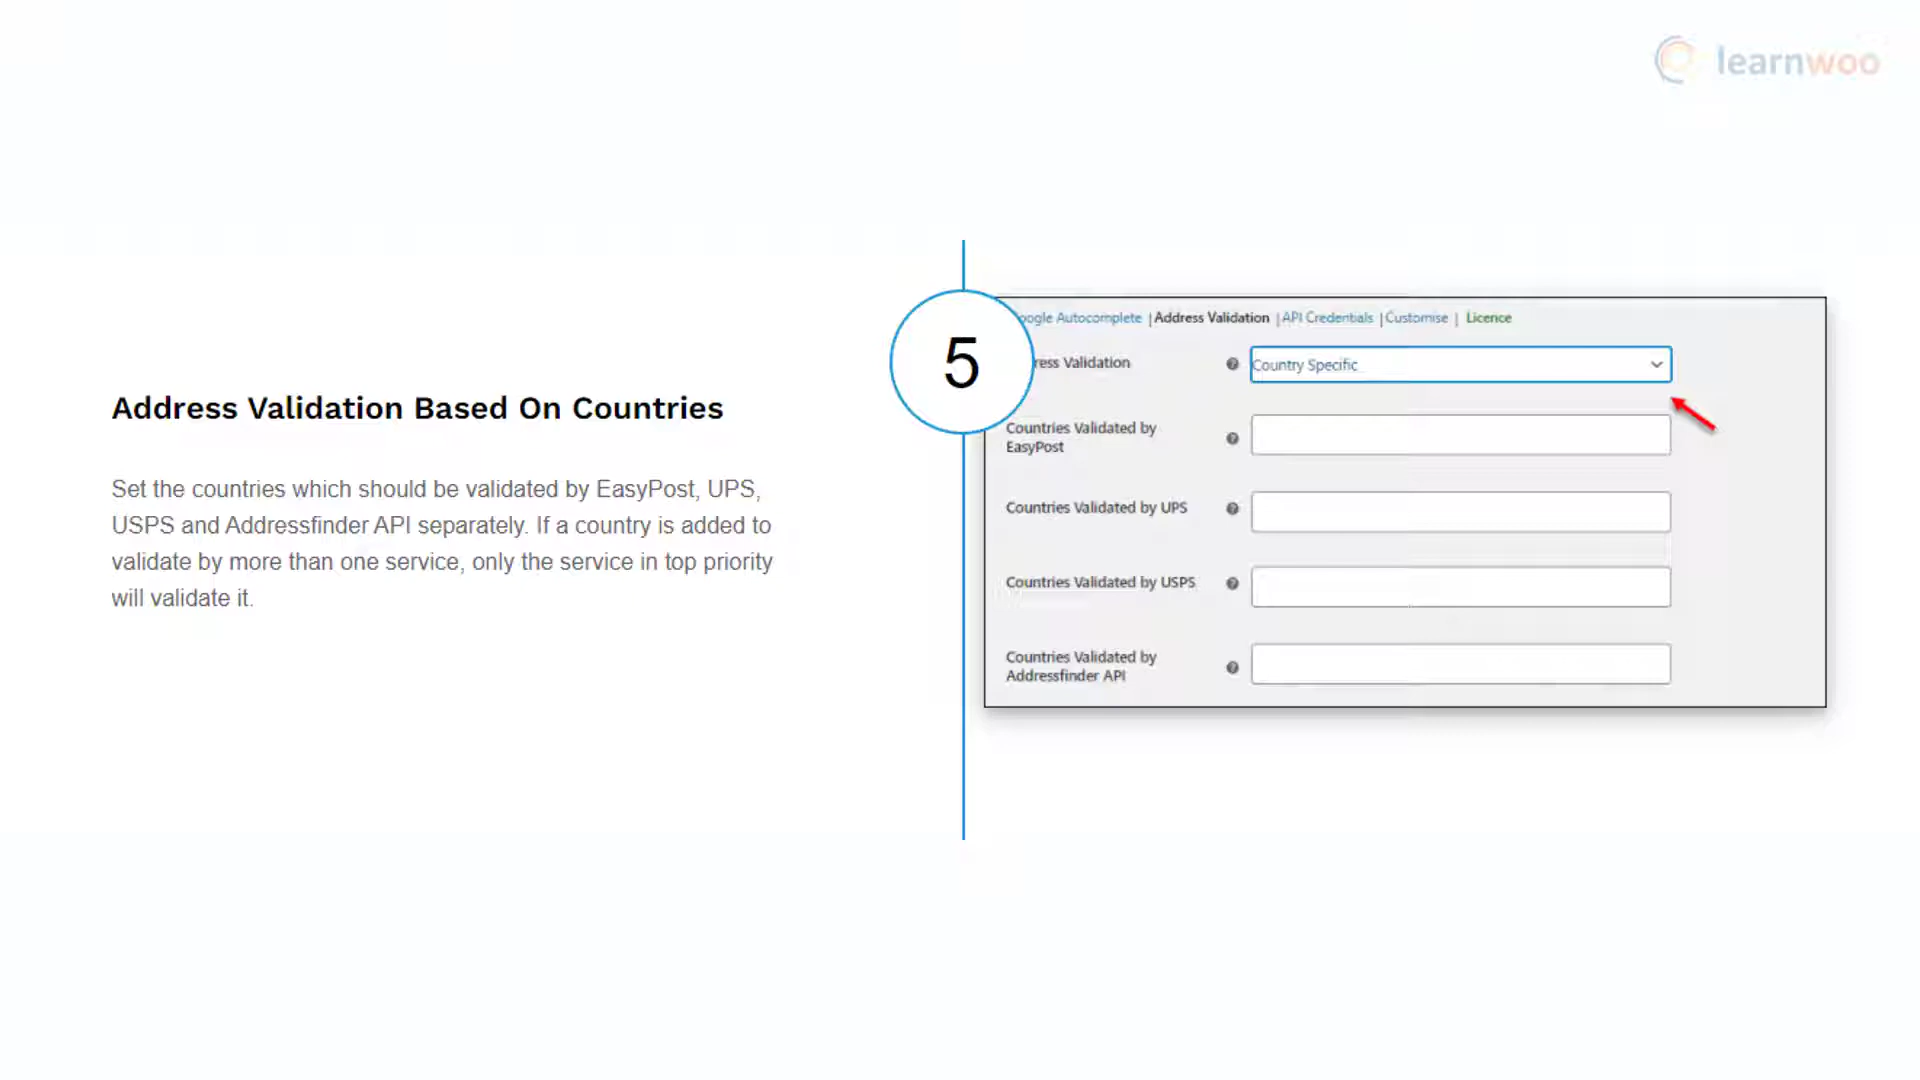 learnwoo
Address Validation Based On Countries
Set the countries which should be validated by EasyPost, UPS,
USPS and Addressfinder API separately. If a country is added to
validate by more than one service, only the service in top priority
will validate it.
5
oogle Autocomplete | Address Validation | API Credentials | Customise | Licence
ress Validation
Country Specific
Countries Validated by
EasyPost
Countries Validated by UPS
Countries Validated by USPS
Countries Validated by
Addressfinder API